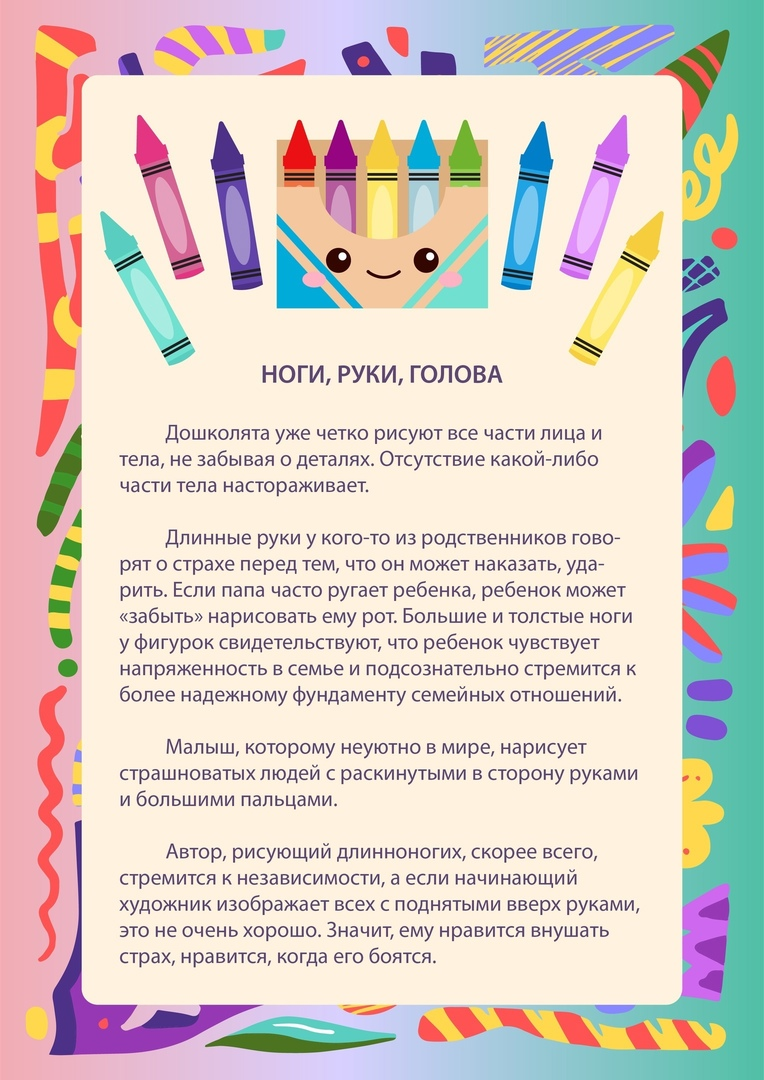 НОГИ, РУКИ, ГОЛОВА
Дошколята уже четко рисуют все части лица и
тела, не забывая о деталях. Отсутствие какой-либо
части тела настораживает.
Длинные руки у кого-то из родственников гово-
рят о страхе перед тем, что он может наказать, уда-
рить. Если папа часто ругает ребенка, ребенок может
«забыть» нарисовать ему рот. Большие и толстые ноги
у фигурок свидетельствуют, что ребенок чувствует
напряженность в семье и подсознательно стремится к
более надежному фундаменту семейных отношений.
Малыш, которому неуютно в мире, нарисует
страшноватых людей с раскинутыми в сторону руками
и большими пальцами.
Автор, рисующий длинноногих, скорее всего,
стремится к независимости, а если начинающий
художник изображает всех с поднятыми вверх руками,
это не очень хорошо. Значит, ему нравится внушать
страх, нравится, когда его боятся.